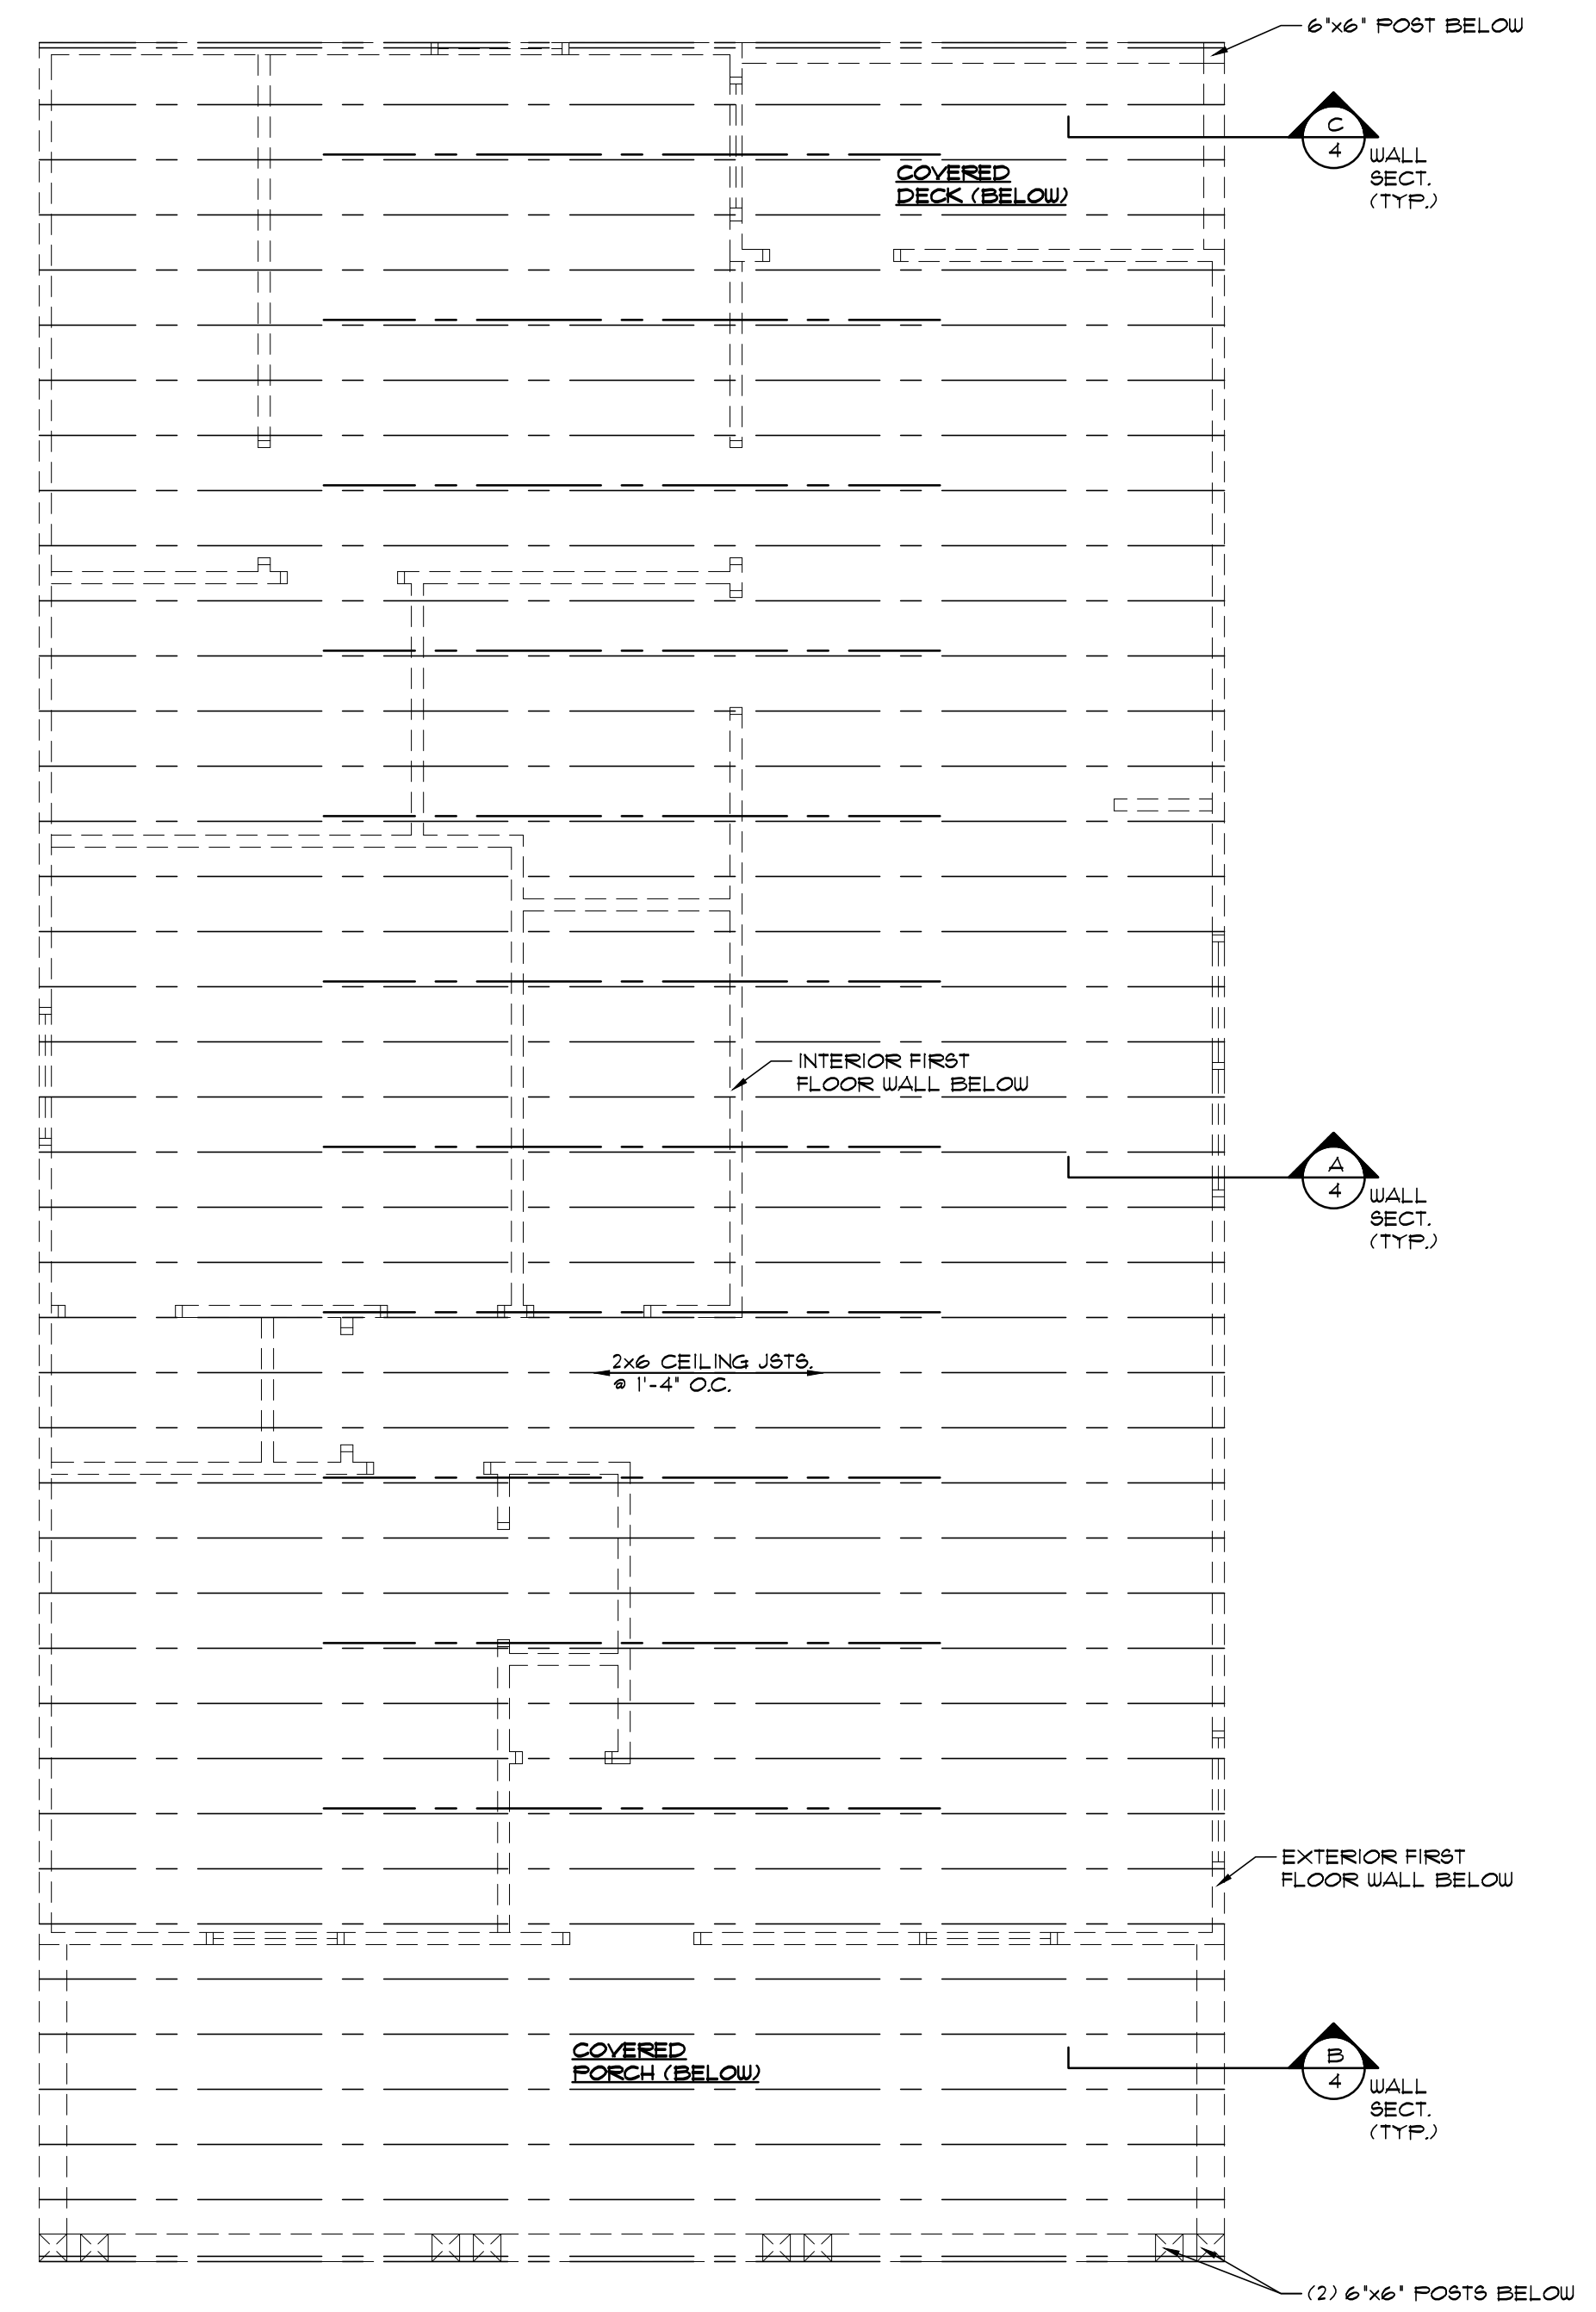 6"x6" POST BELOW
C
4
WALL
SECT.
(TYP.)
COVERED
DECK (BELOW)
INTERIOR FIRST
FLOOR WALL BELOW
A
4
WALL
SECT.
(TYP.)
2x6 CEILING JSTS.
@ 1'-4" O.C.
EXTERIOR FIRST
FLOOR WALL BELOW
COVERED
PORCH (BELOW)
B
4
WALL
SECT.
(TYP.)
(2) 6"x6" POSTS BELOW